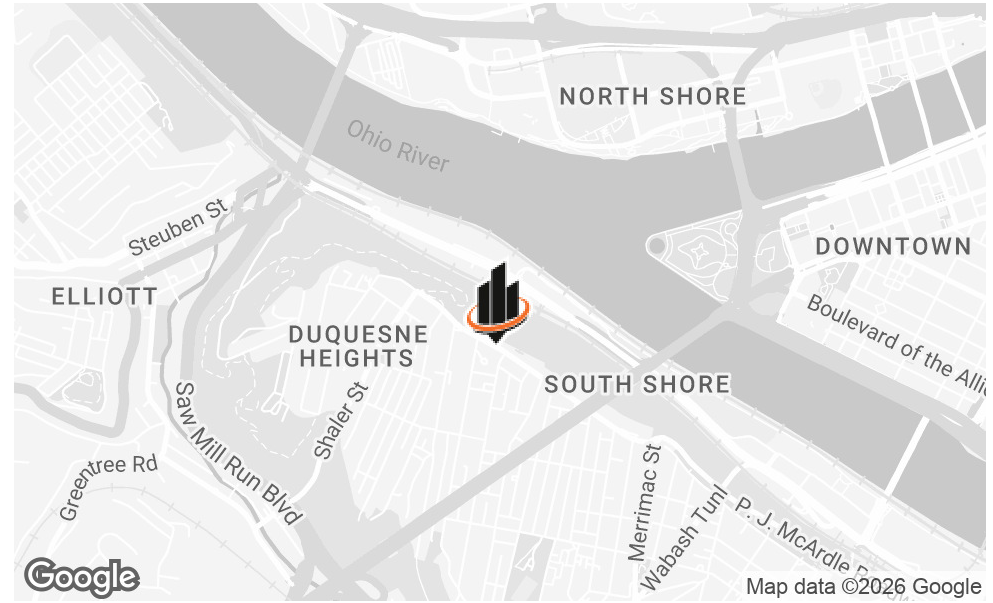 NORTH SHORE
Ohio River
Steuben St
DOWNTOWN
ELLIOTT
Boulevard of the Allie
DUQUESNE
HEIGHTS
SOUTH SHORE
Shaler St
Saw Mill Run Blvd
Greentree Rd
Merrimac St
Wabash Tunl
P. J. McArdle
Google
Map data ©2026 Google